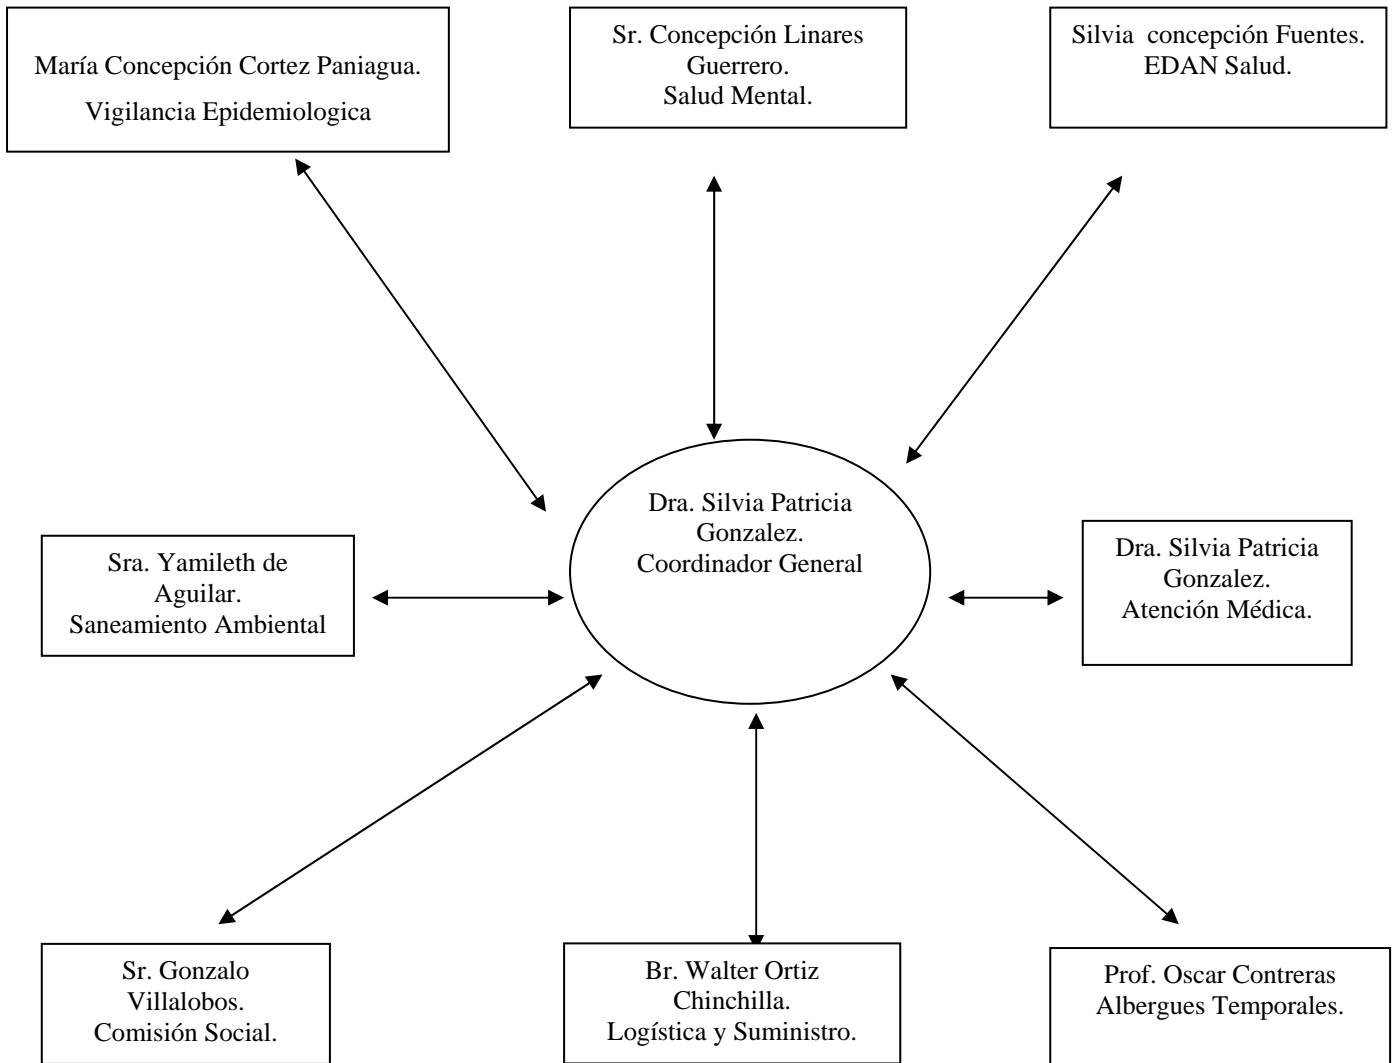 María Concepción Cortez Paniagua.
Vigilancia Epidemiologica
Sr. Concepción Linares
Guerrero.
Salud Mental.
Silvia concepción Fuentes.
EDAN Salud.
Dra. Silvia Patricia
Gonzalez.
Coordinador General
Sra. Yamileth de
Aguilar.
Saneamiento Ambiental
Dra. Silvia Patricia
Gonzalez.
Atención Médica.
Sr. Gonzalo
Villalobos.
Comisión Social.
Br. Walter Ortiz
Chinchilla.
Logística y Suministro.
Prof. Oscar Contreras
Albergues Temporales.